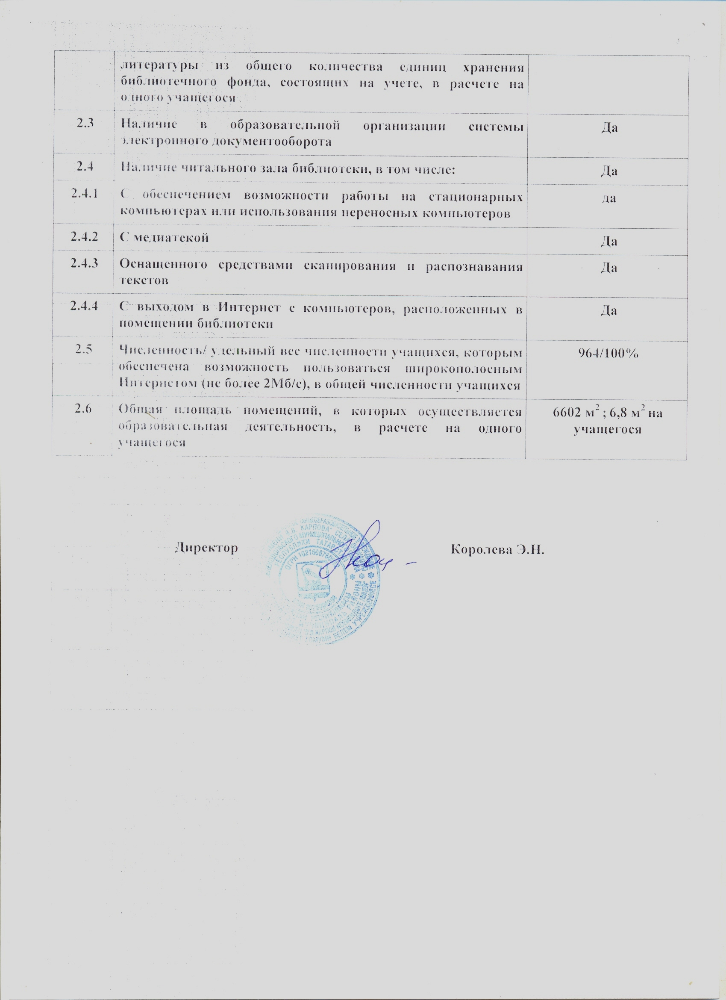 литературы из общего количества единиц хранения
библиотечного фонда, состоящих на учете, в расчете на
одного учащегося
2.3 Наличие в образовательной организации системы Да
электронного документооборота
2.4 Наличие читального зала библиотеки, в том числе: Да
2.4.1 С обеспечением возможности работы на стационарных да
компьютерах или использования переносных компьютеров
2.4.2 С медиатекой Да
2.4.3 Оснащенного средствами сканирования и распознавания Да
текстов
2.4.4 С выходом в Интернет с компьютеров, расположенных в Да
помещении библиотеки
2.5 Численность/ удельный вес численности учащихся, которым 964/100%
обеспечена возможность пользоваться широкополосным
Интернетом (не более 2Мб/с), в общей численности учащихся
2.6 Общая площадь помещений, в которых осуществляется 6602 м² ; 6,8 м² на
образовательная деятельность, в расчете на одного учащегося
учащегося
Директор Королева Э.Н.
КАРПОВА
МУНИЦИПАЛЬНОГО
РЕСПУБЛИКИ
ОГРН